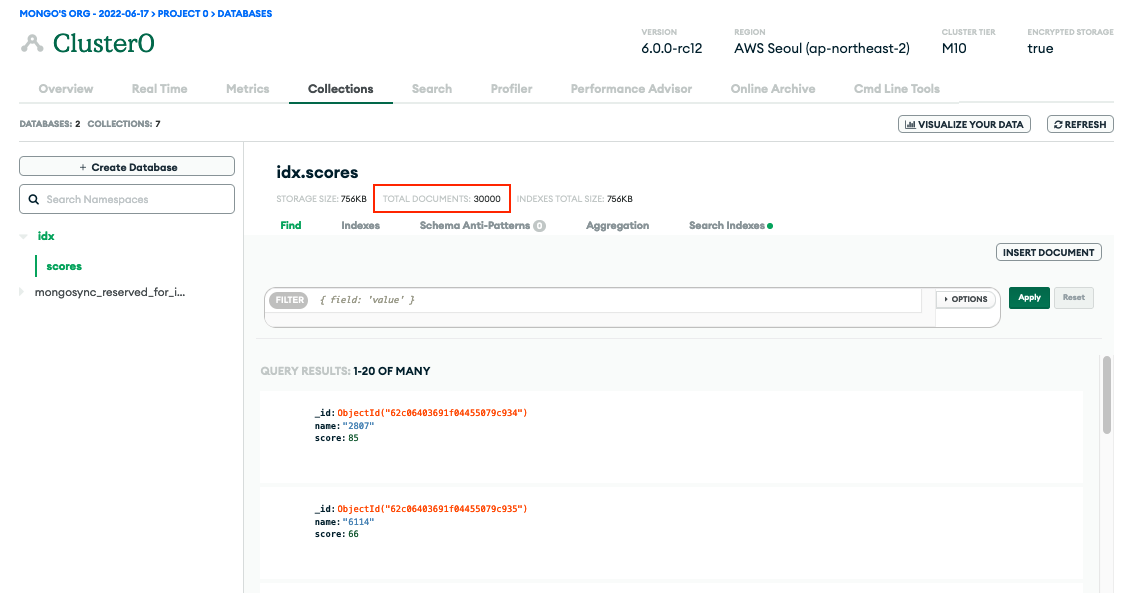 MONGO'S ORG - 2022-06-17 > PROJECT 0 > DATABASES
Cluster0
VERSION
6.0.0-rc12
REGION
AWS Seoul (ap-northeast-2)
CLUSTER TIER
M10
ENCRYPTED STORAGE
true
Overview Real Time Metrics Collections Search Profiler Performance Advisor Online Archive Cmd Line Tools
DATABASES: 2 COLLECTIONS: 7
VISUALIZE YOUR DATA
REFRESH
+ Create Database
Search Namespaces
idx
scores
mongosync_reserved_for_i...
idx.scores
STORAGE SIZE: 756KB TOTAL DOCUMENTS: 30000 INDEXES TOTAL SIZE: 756KB
Find Indexes Schema Anti-Patterns 0 Aggregation Search Indexes
INSERT DOCUMENT
FILTER { field: 'value' }
OPTIONS
Apply
Reset
QUERY RESULTS: 1-20 OF MANY
_id: ObjectId("62c06403691f04455079c934")
name: "2807"
score: 85
_id: ObjectId("62c06403691f04455079c935")
name: "6114"
score: 66